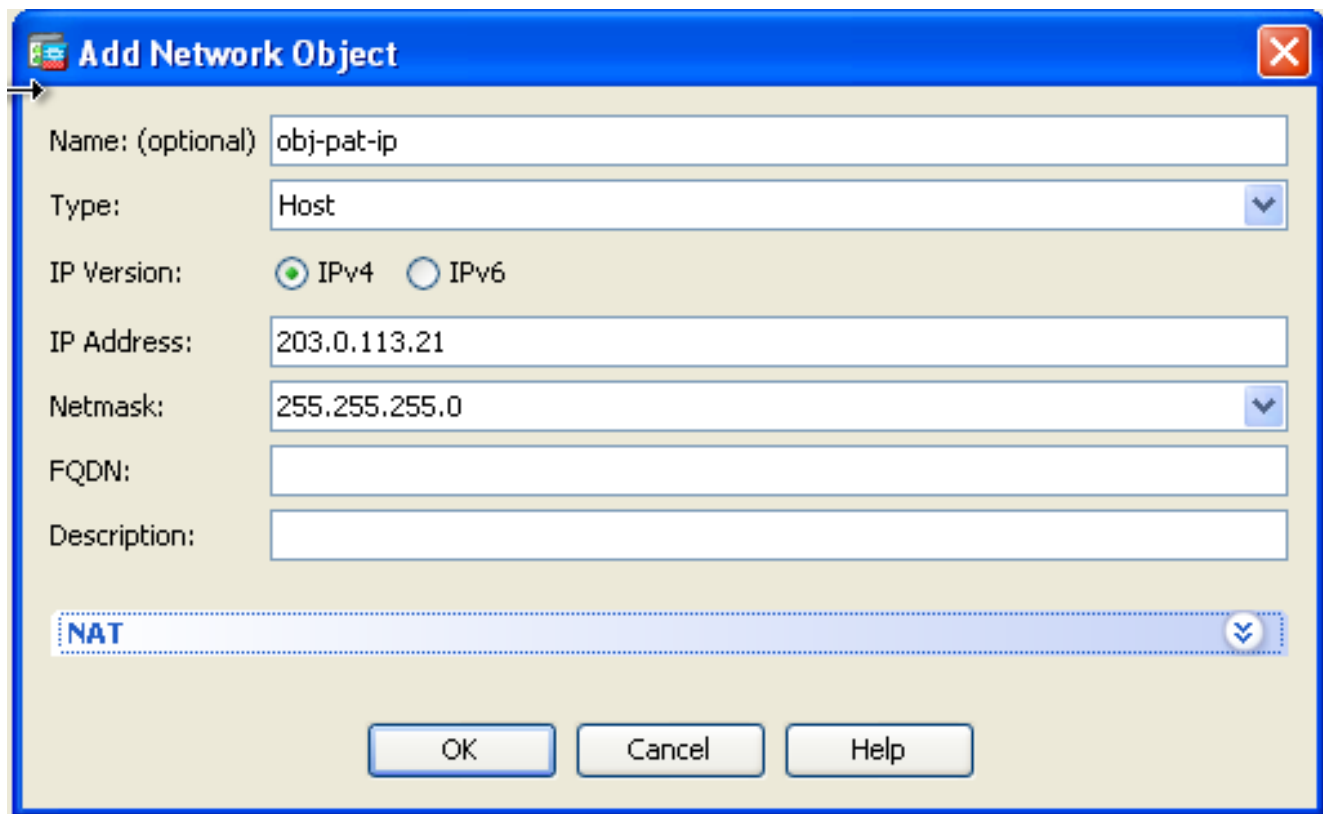 Add Network Object
Name: (optional) obj-pat-ip
Type: Host
IP Version: IPv4 IPv6
IP Address: 203.0.113.21
Netmask: 255.255.255.0
FQDN:
Description:
NAT
OK Cancel Help